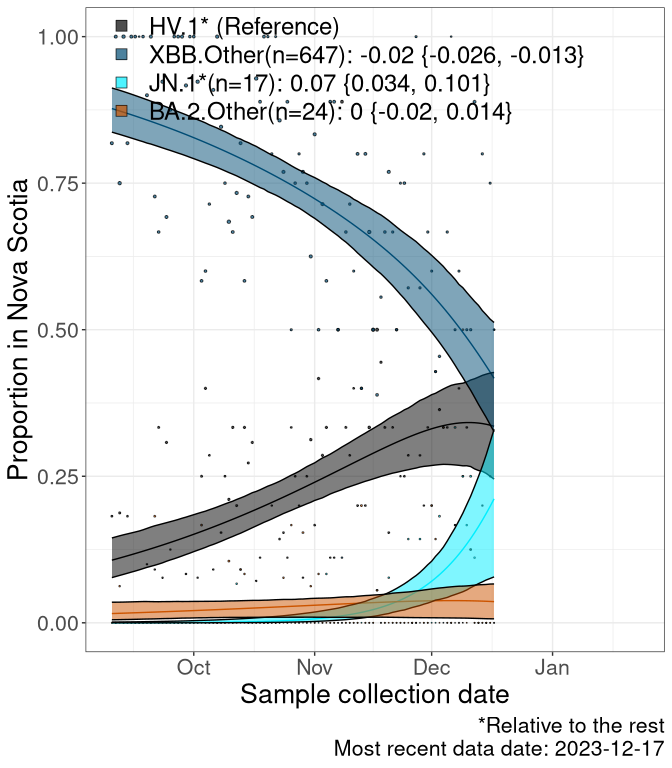 HV.1* (Reference)
XBB.Other(n=647): -0.02 {-0.026, -0.013}
JN.1*(n=17): 0.07 {0.034, 0.101}
BA.2.Other(n=24): 0 {-0.02, 0.014}
1.00
0.75
0.50
0.25
0.00
Proportion in Nova Scotia
Oct Nov Dec Jan
Sample collection date
*Relative to the rest
Most recent data date: 2023-12-17